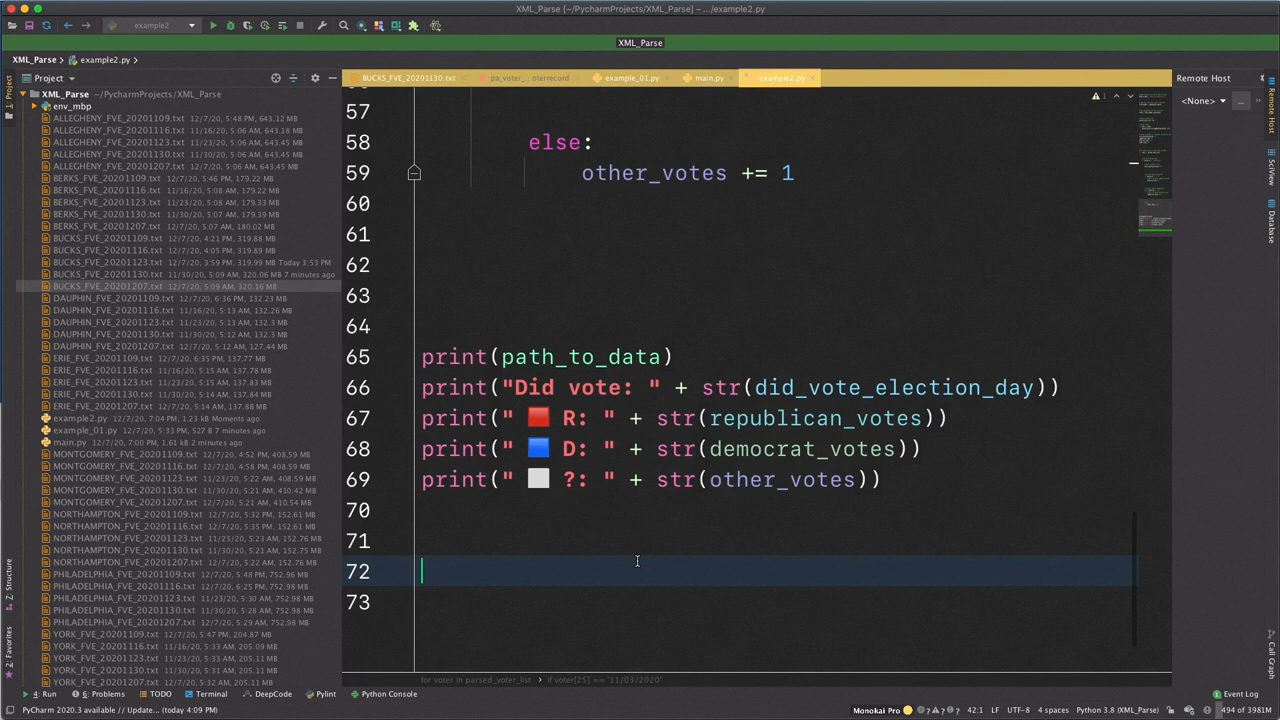 XML_Parse [~/PycharmProjects/XML_Parse] – .../example2.py
example2
XML_Parse
XML_Parse example2.py
Project
BUCKS_FVE_20201130.txt pa_voter_...oterrecord example_01.py main.py example2.py
Remote Host
<None> ...
XML_Parse ~/PycharmProjects/XML_Parse
env_mbp
ALLEGHENY_FVE_20201109.txt 12/7/20, 5:48 PM, 643.12 MB
ALLEGHENY_FVE_20201116.txt 11/16/20, 5:06 AM, 643.18 MB
ALLEGHENY_FVE_20201123.txt 11/23/20, 5:05 AM, 643.42 MB
ALLEGHENY_FVE_20201130.txt 11/30/20, 5:06 AM, 643.45 MB
ALLEGHENY_FVE_20201207.txt 12/7/20, 5:06 AM, 643.45 MB
BERKS_FVE_20201109.txt 12/7/20, 5:46 PM, 179.22 MB
BERKS_FVE_20201116.txt 11/16/20, 5:07 AM, 179.22 MB
BERKS_FVE_20201123.txt 11/23/20, 5:08 AM, 179.33 MB
BERKS_FVE_20201130.txt 11/30/20, 5:07 AM, 179.39 MB
BERKS_FVE_20201207.txt 12/7/20, 5:07 AM, 180.02 MB
BUCKS_FVE_20201109.txt 12/7/20, 4:21 PM, 319.88 MB
BUCKS_FVE_20201116.txt 12/7/20, 4:05 PM, 319.89 MB
BUCKS_FVE_20201123.txt 12/7/20, 3:59 PM, 319.99 MB Today 3:53 PM
BUCKS_FVE_20201130.txt 11/30/20, 5:09 AM, 320.06 MB 7 minutes ago
BUCKS_FVE_20201207.txt 12/7/20, 5:09 AM, 320.16 MB
DAUPHIN_FVE_20201109.txt 12/7/20, 6:36 PM, 132.23 MB
DAUPHIN_FVE_20201116.txt 11/16/20, 5:13 AM, 132.26 MB
DAUPHIN_FVE_20201123.txt 11/23/20, 5:14 AM, 132.3 MB
DAUPHIN_FVE_20201130.txt 11/30/20, 5:12 AM, 132.34 MB
DAUPHIN_FVE_20201207.txt 12/7/20, 5:12 AM, 127.44 MB
ERIE_FVE_20201109.txt 12/7/20, 6:35 PM, 137.77 MB
ERIE_FVE_20201116.txt 11/16/20, 5:15 AM, 137.78 MB
ERIE_FVE_20201123.txt 11/23/20, 5:17 AM, 137.83 MB
ERIE_FVE_20201130.txt 11/30/20, 5:14 AM, 137.84 MB
ERIE_FVE_20201207.txt 12/7/20, 5:14 AM, 137.88 MB
example2.py 12/7/20, 7:04 PM, 1.23 kB Moments ago
example_01.py 12/7/20, 5:33 PM, 527 B 7 minutes ago
main.py 12/7/20, 7:00 PM, 1.61 kB 2 minutes ago
MONTGOMERY_FVE_20201109.txt 12/7/20, 4:52 PM, 408.59 MB
MONTGOMERY_FVE_20201116.txt 12/7/20, 4:58 PM, 408.59 MB
MONTGOMERY_FVE_20201123.txt 11/23/20, 5:22 AM, 408.59 MB
MONTGOMERY_FVE_20201130.txt 11/30/20, 5:21 AM, 410.42 MB
MONTGOMERY_FVE_20201207.txt 12/7/20, 5:21 AM, 410.54 MB
NORTHAMPTON_FVE_20201109.txt 12/7/20, 5:44 PM, 152.61 MB
NORTHAMPTON_FVE_20201116.txt 12/7/20, 5:35 PM, 152.61 MB
NORTHAMPTON_FVE_20201123.txt 11/23/20, 5:23 AM, 152.76 MB
NORTHAMPTON_FVE_20201130.txt 11/30/20, 5:21 AM, 152.75 MB
NORTHAMPTON_FVE_20201207.txt 12/7/20, 5:22 AM, 152.76 MB
PHILADELPHIA_FVE_20201109.txt 12/7/20, 5:48 PM, 752.96 MB
PHILADELPHIA_FVE_20201116.txt 12/7/20, 6:25 PM, 752.98 MB
PHILADELPHIA_FVE_20201123.txt 11/23/20, 5:30 AM, 752.98 MB
PHILADELPHIA_FVE_20201130.txt 11/30/20, 5:28 AM, 752.98 MB
PHILADELPHIA_FVE_20201207.txt 12/7/20, 5:29 AM, 752.98 MB
YORK_FVE_20201109.txt 12/7/20, 5:47 PM, 204.87 MB
YORK_FVE_20201116.txt 11/16/20, 5:33 AM, 205.09 MB
YORK_FVE_20201123.txt 11/23/20, 5:33 AM, 205.11 MB
YORK_FVE_20201130.txt 11/30/20, 5:31 AM, 205.11 MB
YORK_FVE_20201207.txt 12/7/20, 5:33 AM, 205.11 MB
57
58 else:
59 other_votes += 1
60
61
62
63
64
65 print(path_to_data)
66 print("Did vote: " + str(did_vote_election_day))
67 print(" 🟥 R: " + str(republican_votes))
68 print(" 🟦 D: " + str(democrat_votes))
69 print(" ⬜ ?: " + str(other_votes))
70
71
72
73
1
for voter in parsed_voter_list › if voter[25] == '11/03/2020'
1: Project
7: Structure
2: Favorites
Remote Host
SciView
Database
Call Graph
4: Run 6: Problems TODO Terminal DeepCode Pylint Python Console Event Log
PyCharm 2020.3 available // Update... (today 4:09 PM) Monokai Pro 42:1 LF UTF-8 4 spaces Python 3.8 (XML_Parse) 494 of 3981M